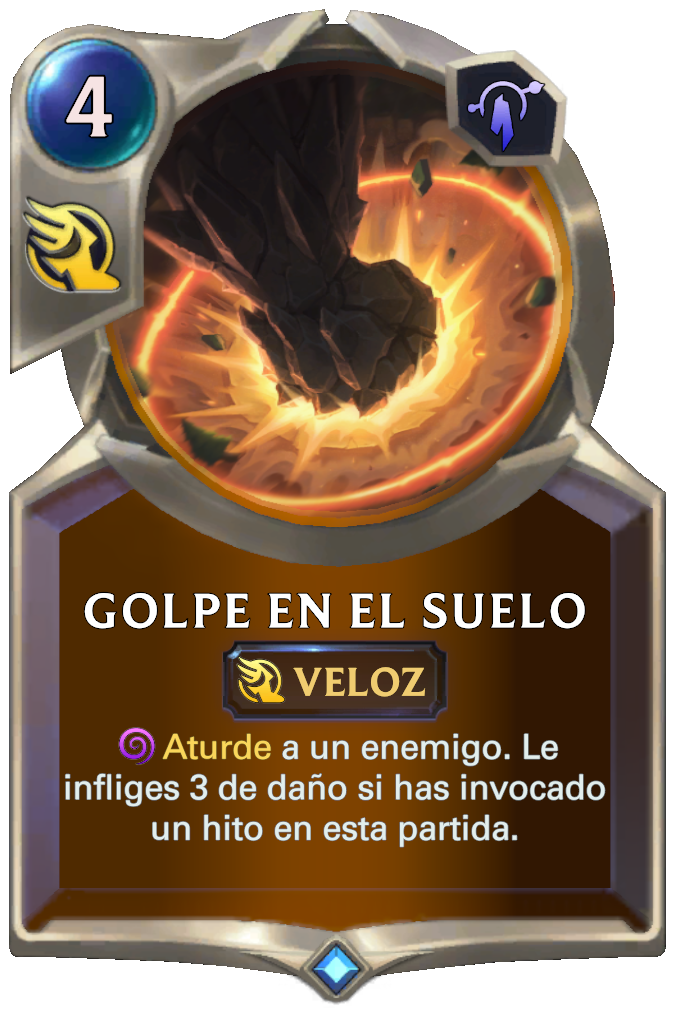 4
GOLPE EN EL SUELO
VELOZ
Aturde a un enemigo. Le
infliges 3 de daño si has invocado
un hito en esta partida.